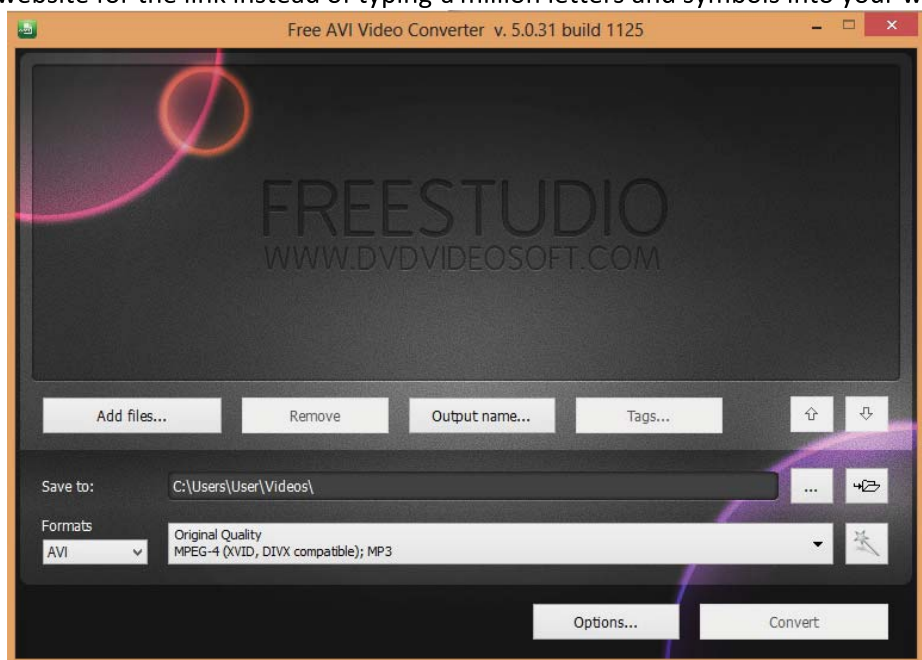 website for the link instead of typing a million letters and symbols into your w
Free AVI Video Converter v. 5.0.31 build 1125
FREESTUDIO
WWW.DVDVIDEOSOFT.COM
Add files... Remove Output name... Tags...
Save to: C:\Users\User\Videos\ ...
Formats
AVI
Original Quality
MPEG-4 (XVID, DIVX compatible); MP3
Options... Convert